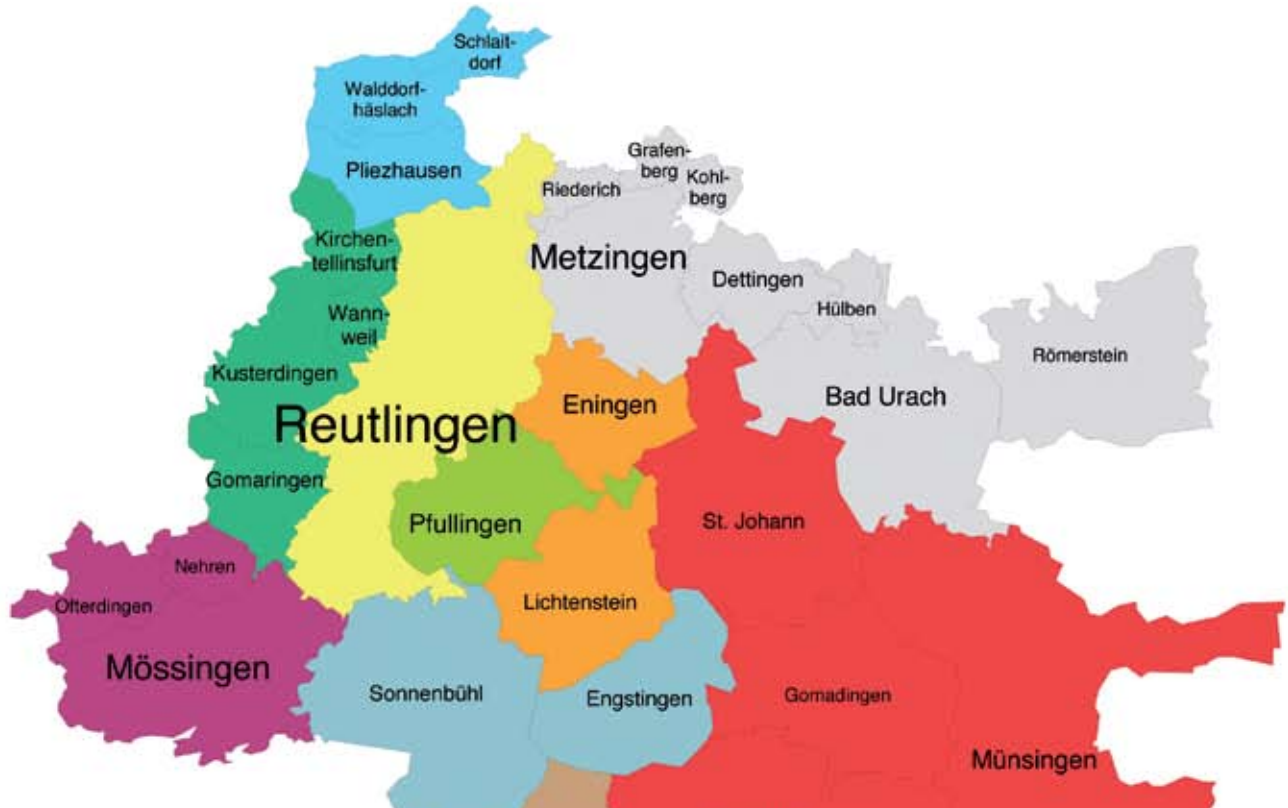 Schlait-
dorf
Walddorf-
häslach
Pliezhausen
Grafen-
berg
Kohl-
berg
Riederich
Kirchen-
tellinsfurt
Metzingen
Dettingen
Hülben
Wann-
weil
Römerstein
Kusterdingen
Eningen
Bad Urach
Reutlingen
Gomaringen
Pfullingen
St. Johann
Nehren
Ofterdingen
Lichtenstein
Mössingen
Sonnenbühl
Engstingen
Gomadingen
Münsingen